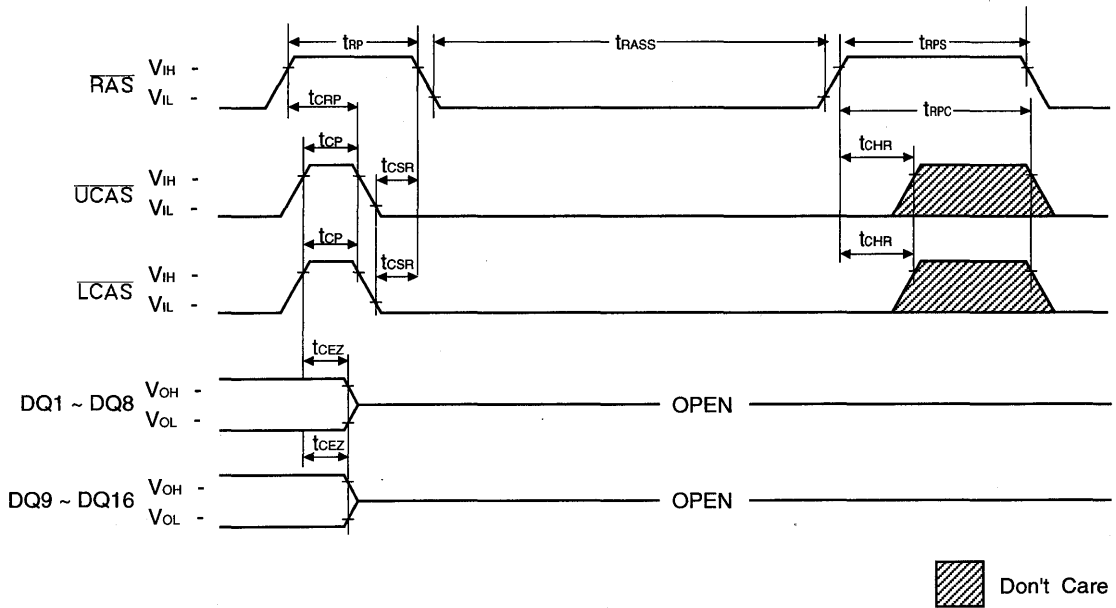 tRP tRASS tRPS
RAS VIH -
VIL -
tCRP tRPC
tCP tCSR tCHR
UCAS VIH -
VIL -
tCP tCSR tCHR
LCAS VIH -
VIL -
tCEZ
DQ1 ~ DQ8 VOH -
VOL -
OPEN
tCEZ
DQ9 ~ DQ16 VOH -
VOL -
OPEN
Don't Care